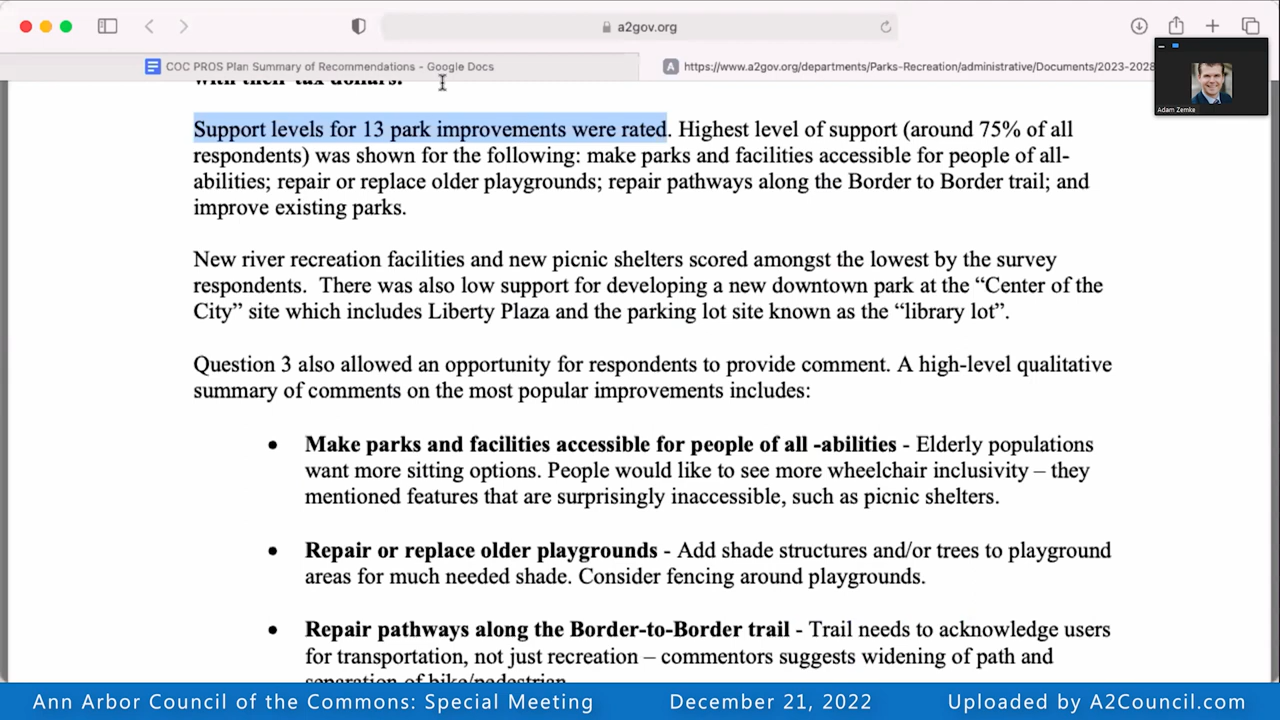 a2gov.org
COC PROS Plan Summary of Recommendations - Google Docs
A https://www.a2gov.org/departments/Parks-Recreation/administrative/Documents/2023-2028
Adam Zemke
with their tax dollars.
Support levels for 13 park improvements were rated. Highest level of support (around 75% of all
respondents) was shown for the following: make parks and facilities accessible for people of all-
abilities; repair or replace older playgrounds; repair pathways along the Border to Border trail; and
improve existing parks.
New river recreation facilities and new picnic shelters scored amongst the lowest by the survey
respondents.  There was also low support for developing a new downtown park at the “Center of the
City” site which includes Liberty Plaza and the parking lot site known as the “library lot”.
Question 3 also allowed an opportunity for respondents to provide comment. A high-level qualitative
summary of comments on the most popular improvements includes:
• Make parks and facilities accessible for people of all -abilities - Elderly populations
want more sitting options. People would like to see more wheelchair inclusivity – they
mentioned features that are surprisingly inaccessible, such as picnic shelters.
• Repair or replace older playgrounds - Add shade structures and/or trees to playground
areas for much needed shade. Consider fencing around playgrounds.
• Repair pathways along the Border-to-Border trail - Trail needs to acknowledge users
for transportation, not just recreation – commentors suggests widening of path and
separation of bike/pedestrian
Ann Arbor Council of the Commons: Special Meeting
December 21, 2022
Uploaded by A2Council.com